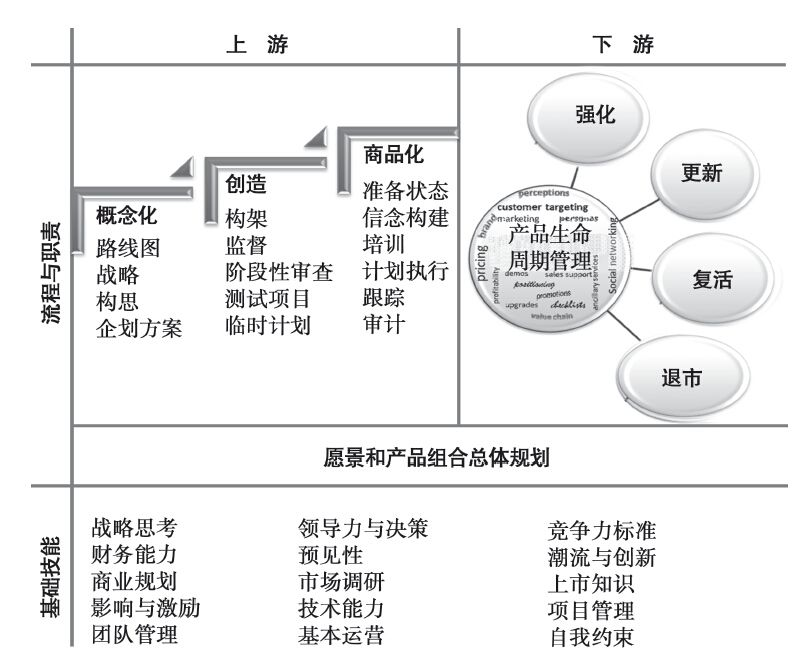 上 游
下 游
流程与职责
概念化
路线图
战略
构思
企划方案
创造
构架
监督
阶段性审查
测试项目
临时计划
商品化
准备状态
信念构建
培训
计划执行
跟踪
审计
强化
更新
复活
退市
产品生命
周期管理
perceptions
customer targeting
brand
marketing
personas
pricing
Social networking
profitability
demos
sales support
positioning
promotions
ancillary services
upgrades
checklists
value chain
愿景和产品组合总体规划
基础技能
战略思考
财务能力
商业规划
影响与激励
团队管理
领导力与决策
预见性
市场调研
技术能力
基本运营
竞争力标准
潮流与创新
上市知识
项目管理
自我约束